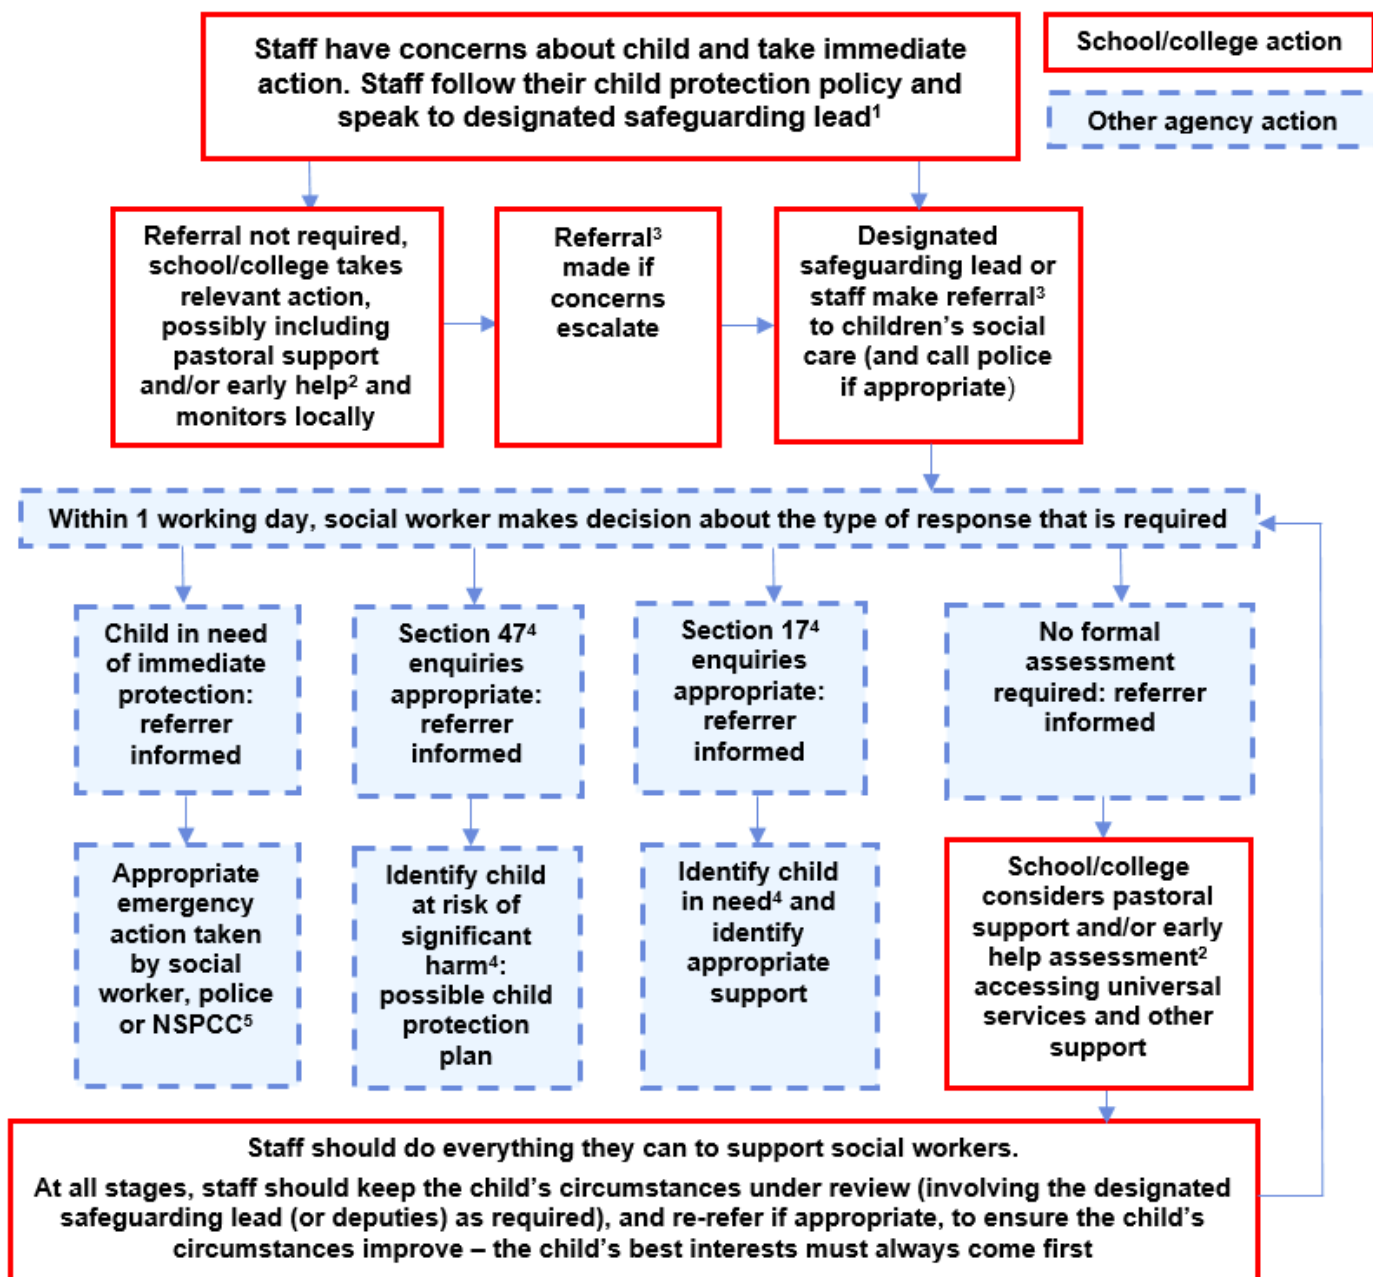 Staff have concerns about child and take immediate
action. Staff follow their child protection policy and
speak to designated safeguarding lead¹
School/college action
Other agency action
Referral not required,
school/college takes
relevant action,
possibly including
pastoral support
and/or early help² and
monitors locally
Referral³
made if
concerns
escalate
Designated
safeguarding lead or
staff make referral³
to children’s social
care (and call police
if appropriate)
Within 1 working day, social worker makes decision about the type of response that is required
Child in need
of immediate
protection:
referrer
informed
Section 47⁴
enquiries
appropriate:
referrer
informed
Section 17⁴
enquiries
appropriate:
referrer
informed
No formal
assessment
required: referrer
informed
Appropriate
emergency
action taken
by social
worker, police
or NSPCC⁵
Identify child
at risk of
significant
harm⁴:
possible child
protection
plan
Identify child
in need⁴ and
identify
appropriate
support
School/college
considers pastoral
support and/or early
help assessment²
accessing universal
services and other
support
Staff should do everything they can to support social workers.
At all stages, staff should keep the child’s circumstances under review (involving the designated
safeguarding lead (or deputies) as required), and re-refer if appropriate, to ensure the child’s
circumstances improve – the child’s best interests must always come first